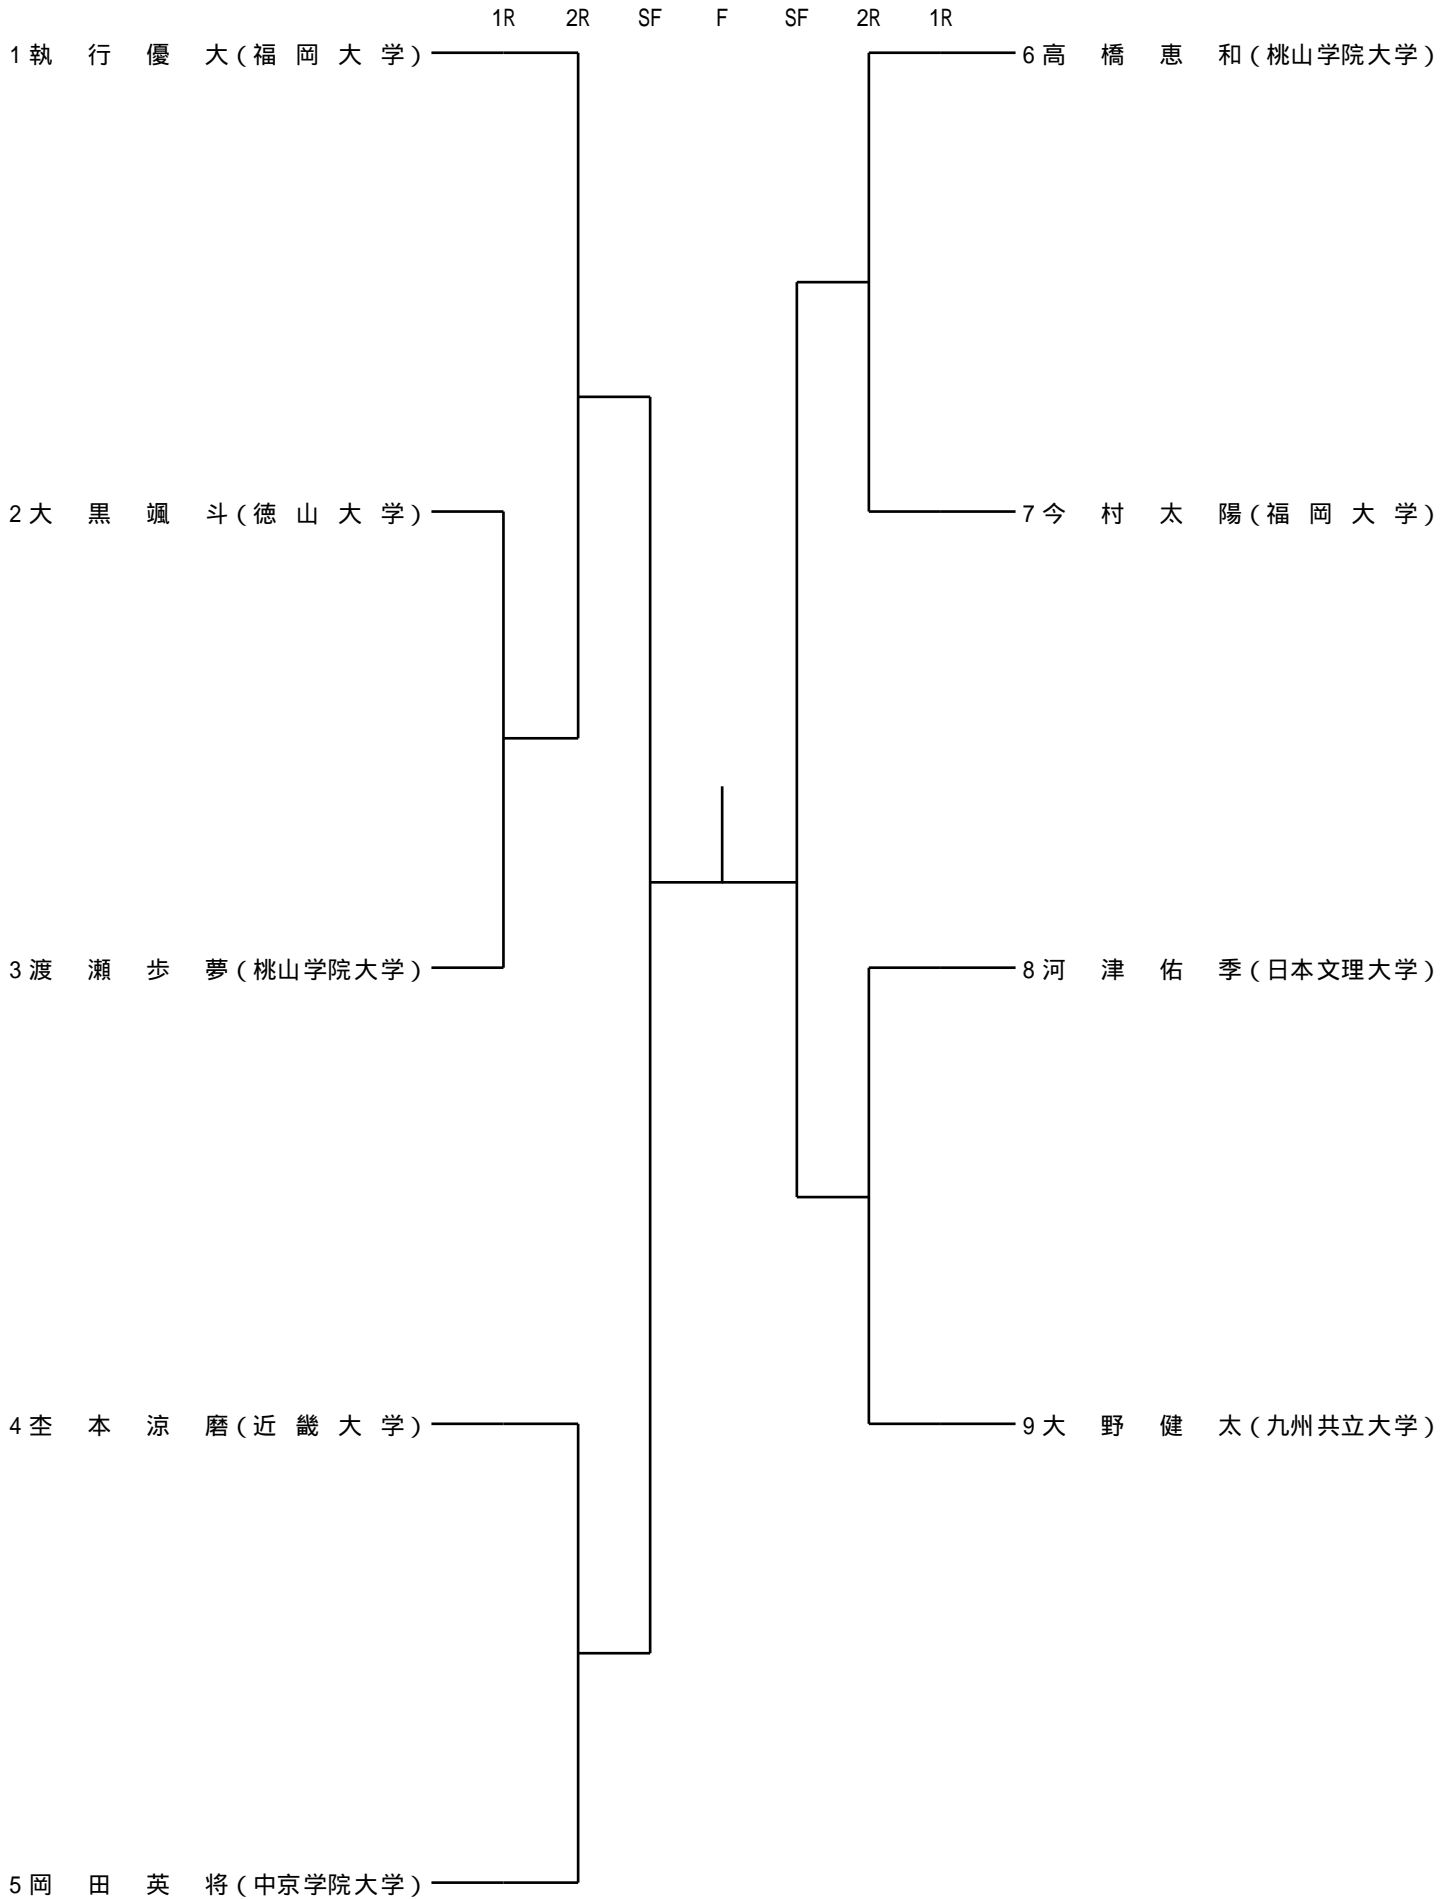 1R 2R SF F SF 2R 1R
1 執行優大(福岡大学)
2 大黒颯斗(徳山大学)
3 渡瀬歩夢(桃山学院大学)
4 杢本涼磨(近畿大学)
5 岡田英将(中京学院大学)
6 高橋恵和(桃山学院大学)
7 今村太陽(福岡大学)
8 河津佑季(日本文理大学)
9 大野健太(九州共立大学)